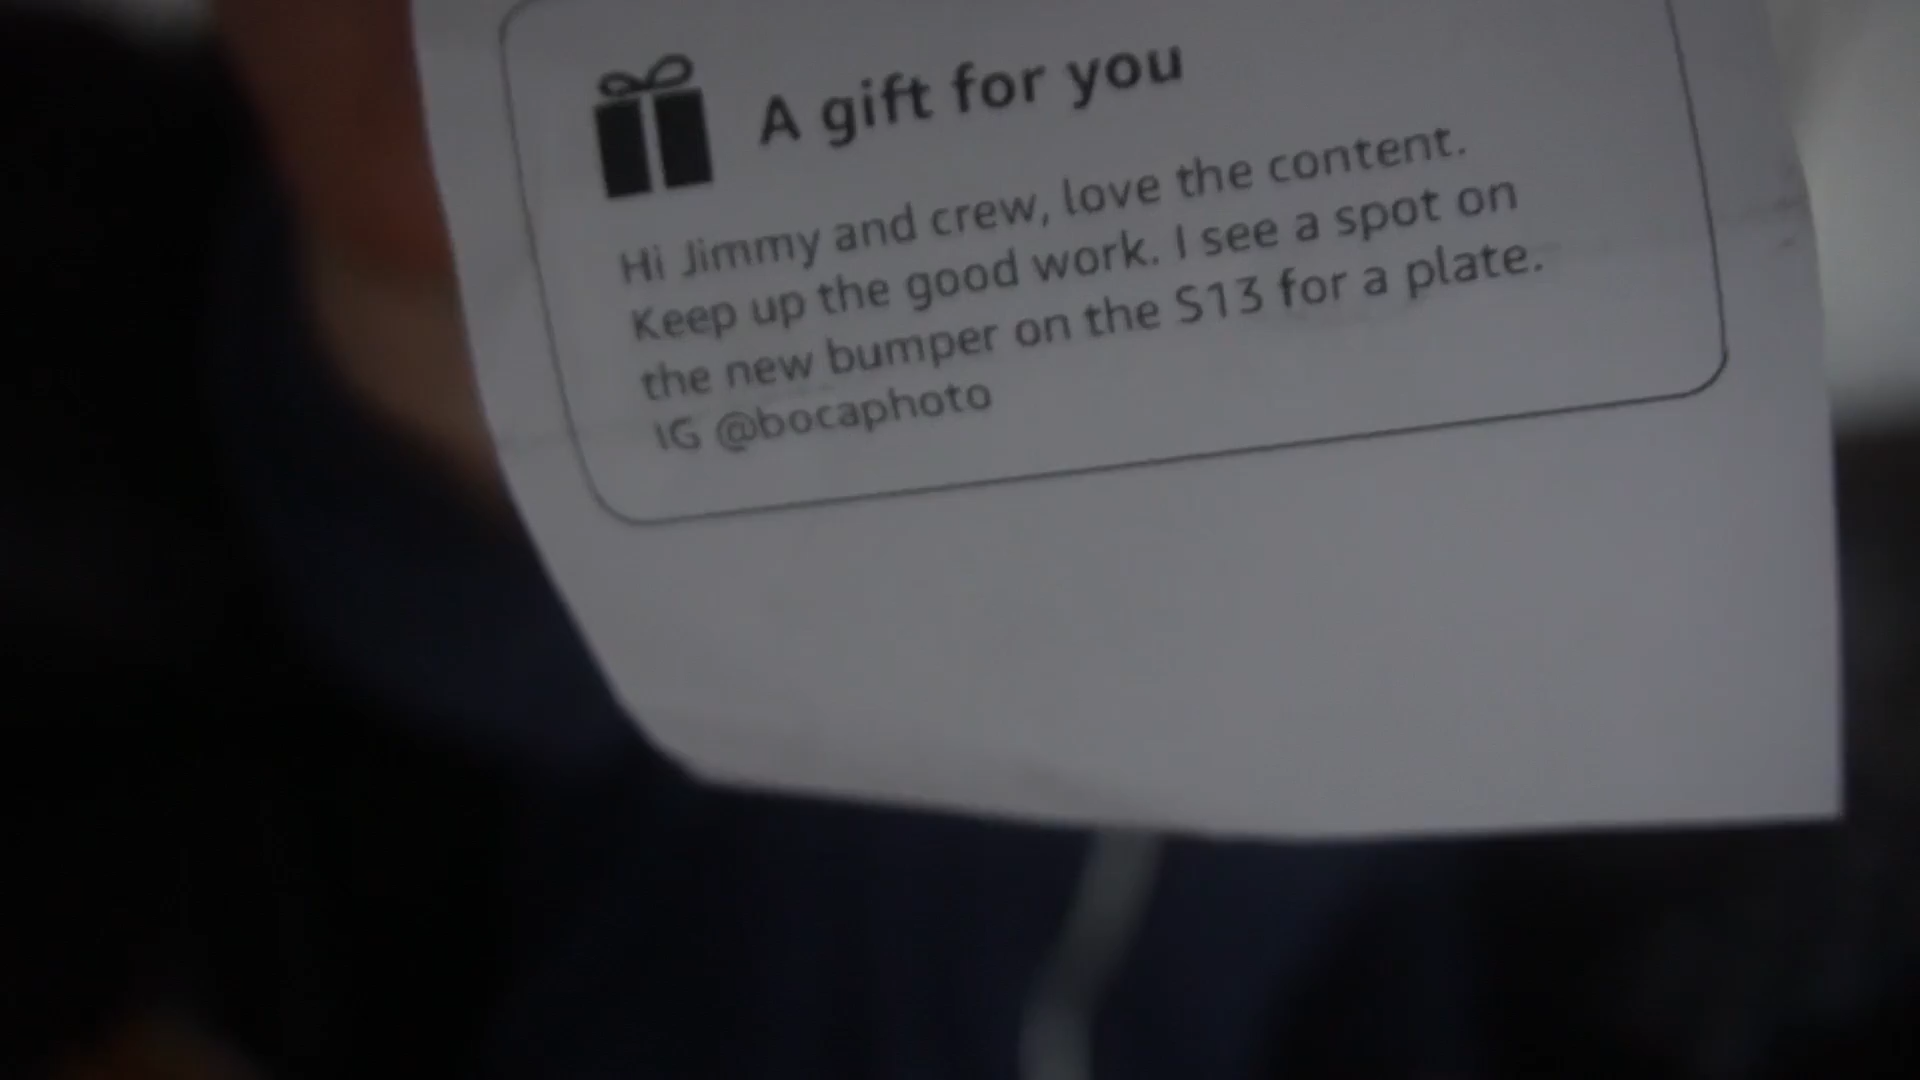 A gift for you
Hi Jimmy and crew, love the content.
Keep up the good work. I see a spot on
the new bumper on the S13 for a plate.
IG @bocaphoto